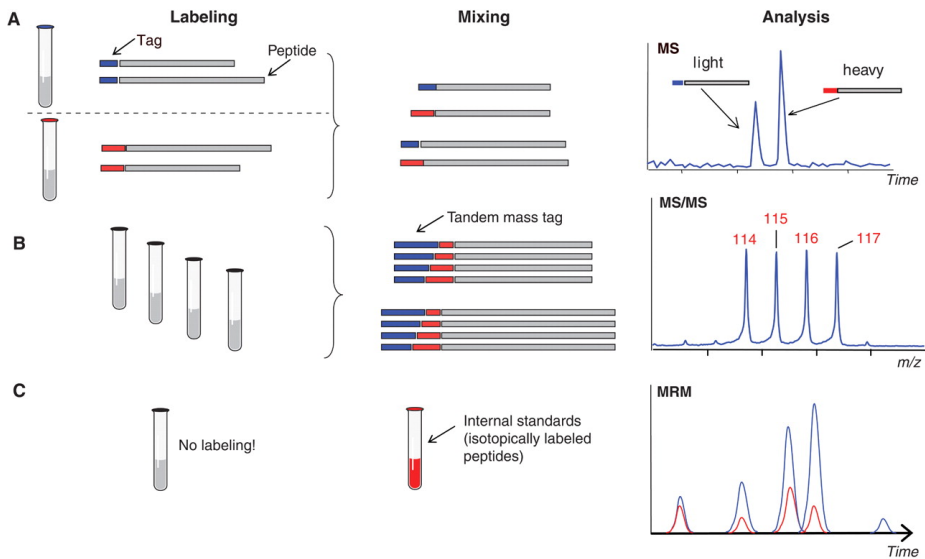 A
Labeling
Mixing
Analysis
Tag
Peptide
MS
light
heavy
Time
B
Tandem mass tag
MS/MS
115
114
116
117
m/z
C
No labeling!
Internal standards
(isotopically labeled
peptides)
MRM
Time